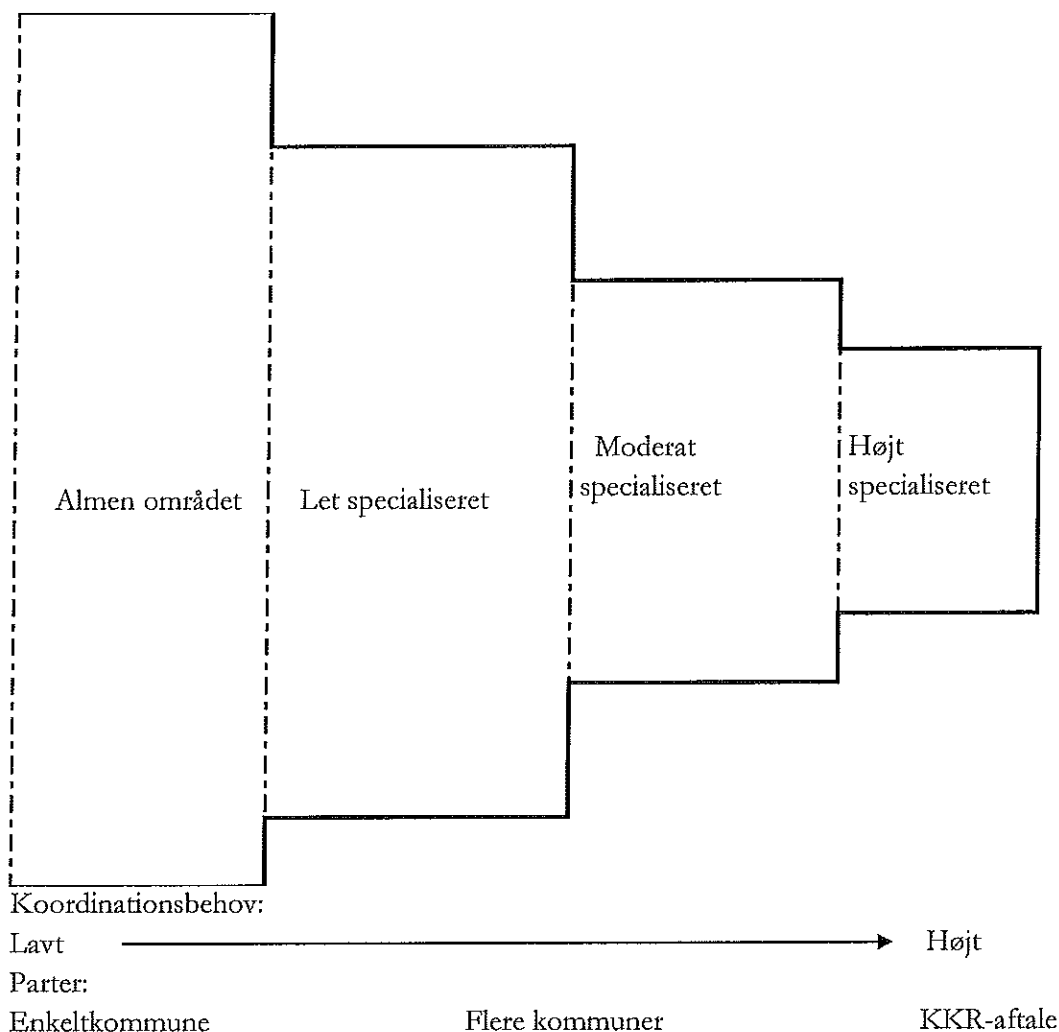 Almen området
Let specialiseret
Moderat
specialiseret
Højt
specialiseret
Koordinationsbehov:
Lavt
Højt
Parter:
Enkeltkommune
Flere kommuner
KKR-aftale